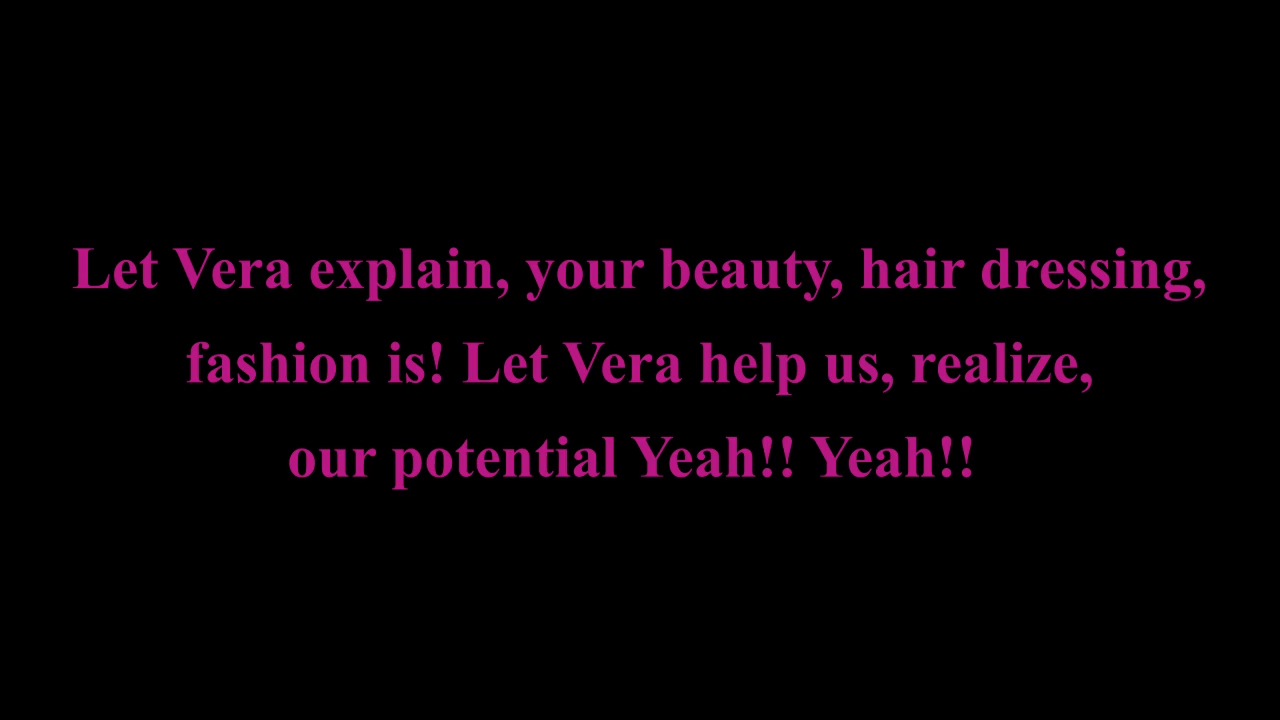 Let Vera explain, your beauty, hair dressing,
fashion is! Let Vera help us, realize,
our potential Yeah!! Yeah!!